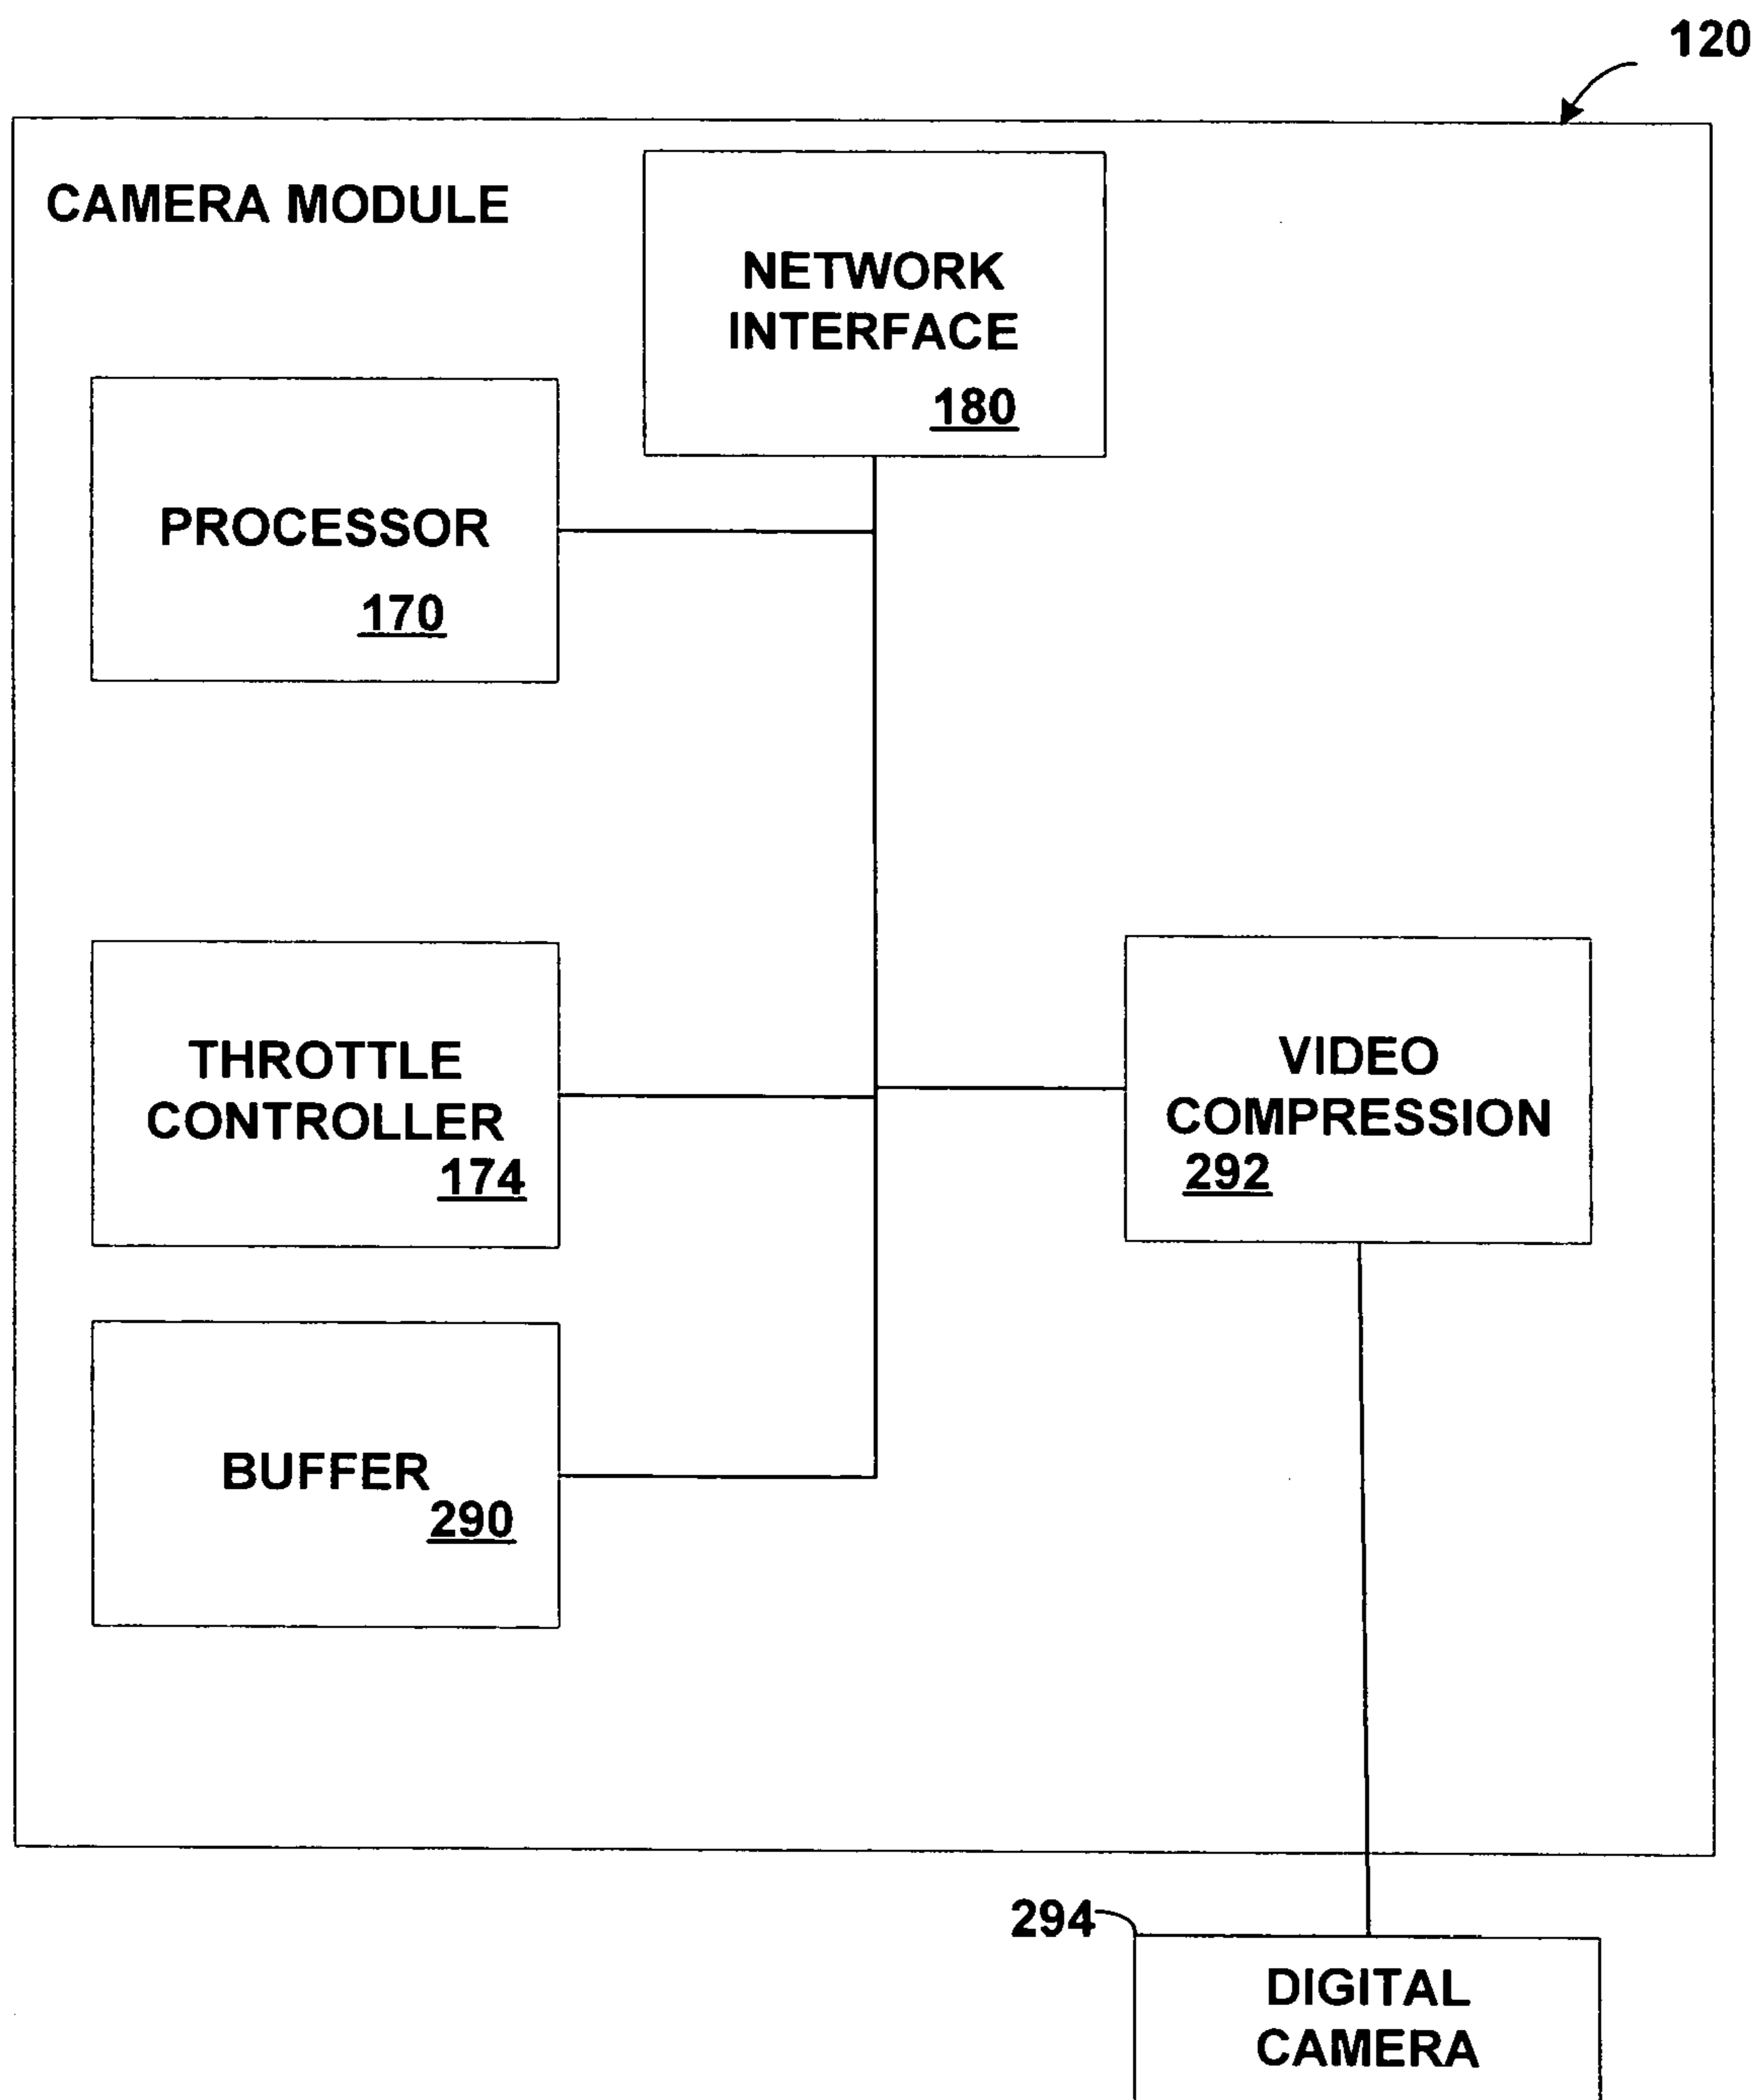 120
CAMERA MODULE
NETWORK
INTERFACE
180
PROCESSOR
170
THROTTLE
CONTROLLER
174
VIDEO
COMPRESSION
292
BUFFER
290
294
DIGITAL
CAMERA